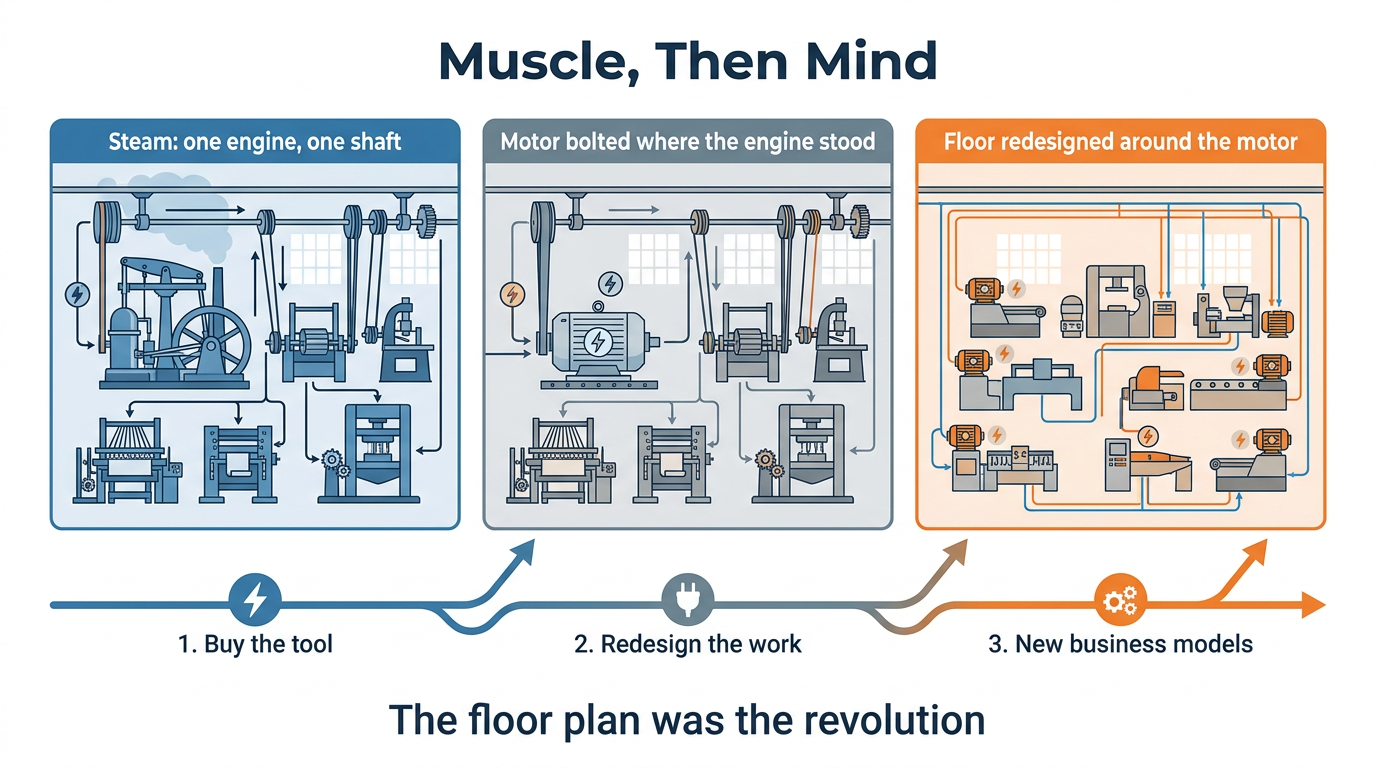 Muscle, Then Mind
Steam: one engine, one shaft
Motor bolted where the engine stood
Floor redesigned around the motor
1. Buy the tool
2. Redesign the work
3. New business models
The floor plan was the revolution